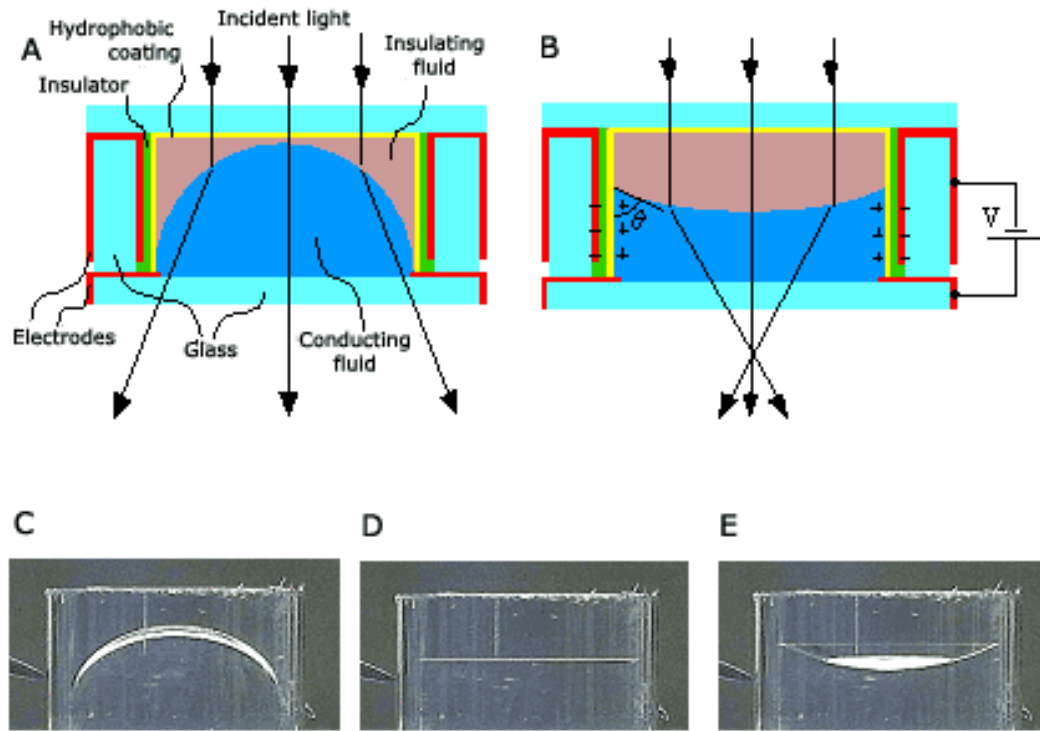 A
Hydrophobic
coating
Incident light
Insulating
fluid
Insulator
Electrodes
Glass
Conducting
fluid
B
+ θ +
+ +
+ +
V
C
D
E